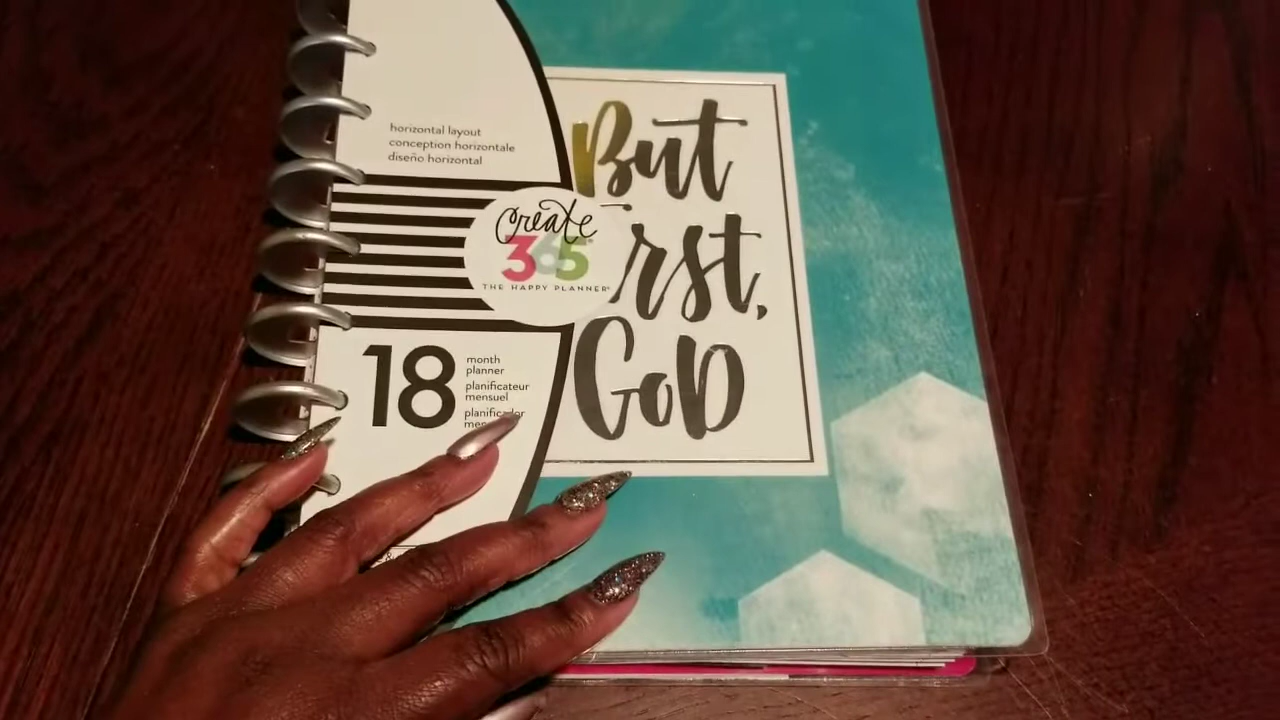 horizontal layout
conception horizontale
diseño horizontal
create
365
THE HAPPY PLANNER®
18
month
planner
planificateur
mensuel
But
rst,
GoD